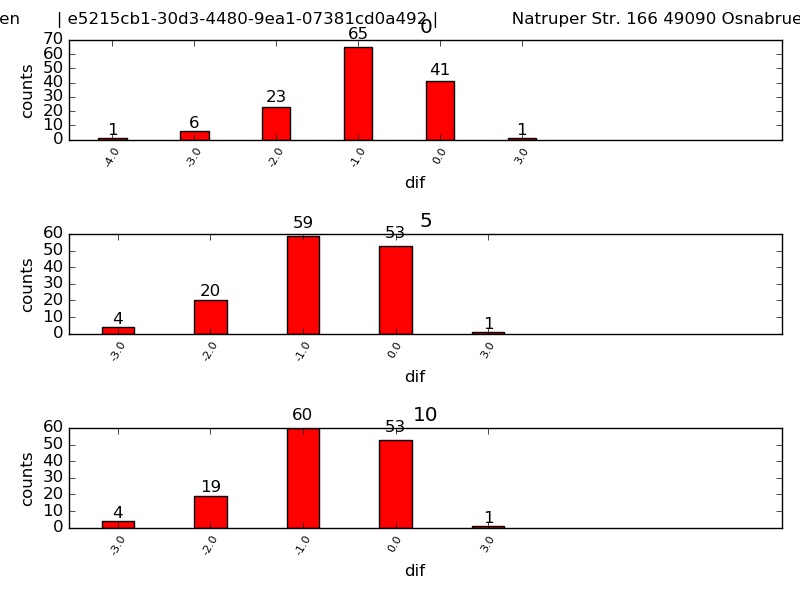 en | e5215cb1-30d3-4480-9ea1-07381cd0a492 | Natruper Str. 166 49090 Osnabrue
0
70
60
50
40
30
20
10
0
counts
1 6 23 65 41 1
-4.0 -3.0 -2.0 -1.0 0.0 3.0
dif
5
60
50
40
30
20
10
0
counts
4 20 59 53 1
-3.0 -2.0 -1.0 0.0 3.0
dif
10
60
50
40
30
20
10
0
counts
4 19 60 53 1
-3.0 -2.0 -1.0 0.0 3.0
dif